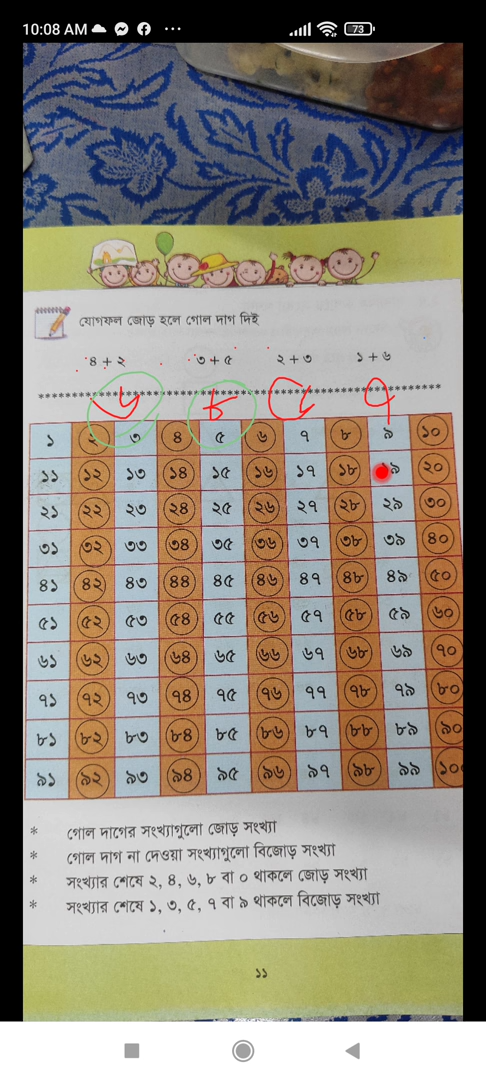 10:08 AM
73
যোগফল জোড় হলে গোল দাগ দিই
৪ + ২ ৩ + ৫ ২ + ৩ ১ + ৬
****************************************************
৬ ৮ ৫ ৭
১ ২ ৩ ৪ ৫ ৬ ৭ ৮ ৯ ১০
১১ ১২ ১৩ ১৪ ১৫ ১৬ ১৭ ১৮ ২০
২১ ২২ ২৩ ২৪ ২৫ ২৬ ২৭ ২৮ ২৯ ৩০
৩১ ৩২ ৩৩ ৩৪ ৩৫ ৩৬ ৩৭ ৩৮ ৩৯ ৪০
৪১ ৪২ ৪৩ ৪৪ ৪৫ ৪৬ ৪৭ ৪৮ ৪৯ ৫০
৫১ ৫২ ৫৩ ৫৪ ৫৫ ৫৬ ৫৭ ৫৮ ৫৯ ৬০
৬১ ৬২ ৬৩ ৬৪ ৬৫ ৬৬ ৬৭ ৬৮ ৬৯ ৭০
৭১ ৭২ ৭৩ ৭৪ ৭৫ ৭৬ ৭৭ ৭৮ ৭৯ ৮০
৮১ ৮২ ৮৩ ৮৪ ৮৫ ৮৬ ৮৭ ৮৮ ৮৯ ৯০
৯১ ৯২ ৯৩ ৯৪ ৯৫ ৯৬ ৯৭ ৯৮ ৯৯ ১০০
* গোল দাগের সংখ্যাগুলো জোড় সংখ্যা
* গোল দাগ না দেওয়া সংখ্যাগুলো বিজোড় সংখ্যা
* সংখ্যার শেষে ২, ৪, ৬, ৮ বা ০ থাকলে জোড় সংখ্যা
* সংখ্যার শেষে ১, ৩, ৫, ৭ বা ৯ থাকলে বিজোড় সংখ্যা
১১